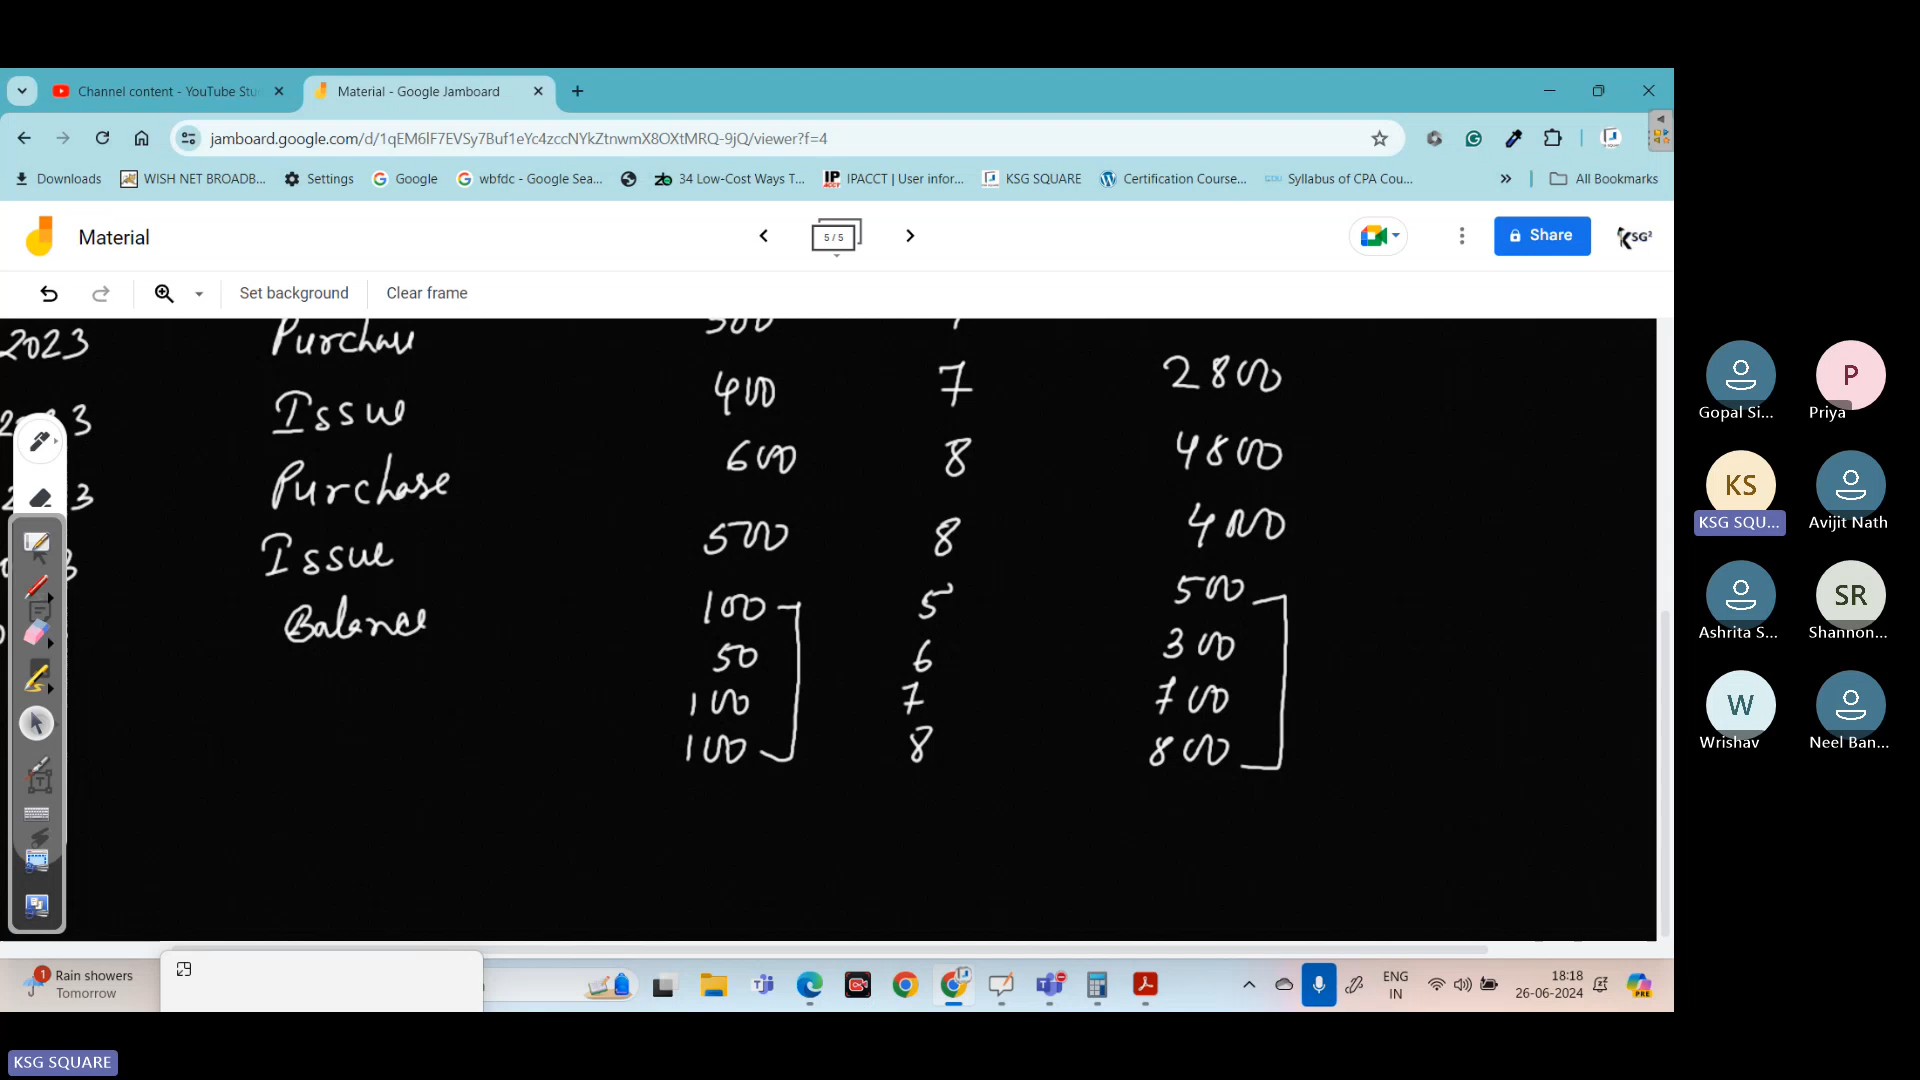 Channel content - YouTube Stu
Material - Google Jamboard
jamboard.google.com/d/1qEM6lF7EVSy7Buf1eYc4zccNYkZtnwmX8OXtMRQ-9jQ/viewer?f=4
Downloads WISH NET BROADB... Settings Google wbfdc - Google Sea... 34 Low-Cost Ways T... IPACCT | User infor... KSG SQUARE Certification Course... Syllabus of CPA Cou... » All Bookmarks
Material 5 / 5 Share KSG²
Set background Clear frame
2023 Purchase 500 7
Issue 400 7 2800
Purchase 600 8 4800
Issue 500 8 4000
Balance 100 5 500
50 6 300
100 7 700
100 8 800
Gopal Si... P Priya
KS KSG SQU... Avijit Nath
Ashrita S... SR Shannon...
W Wrishav Neel Ban...
1 Rain showers
Tomorrow
ENG
IN
18:18
26-06-2024
PRE
KSG SQUARE